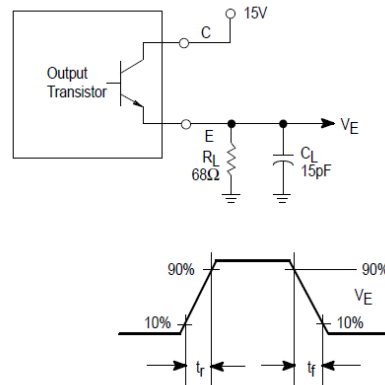 15V
C
Output
Transistor
E
V_E
R_L
68Ω
C_L
15pF
90%
90%
V_E
10%
10%
t_r
t_f